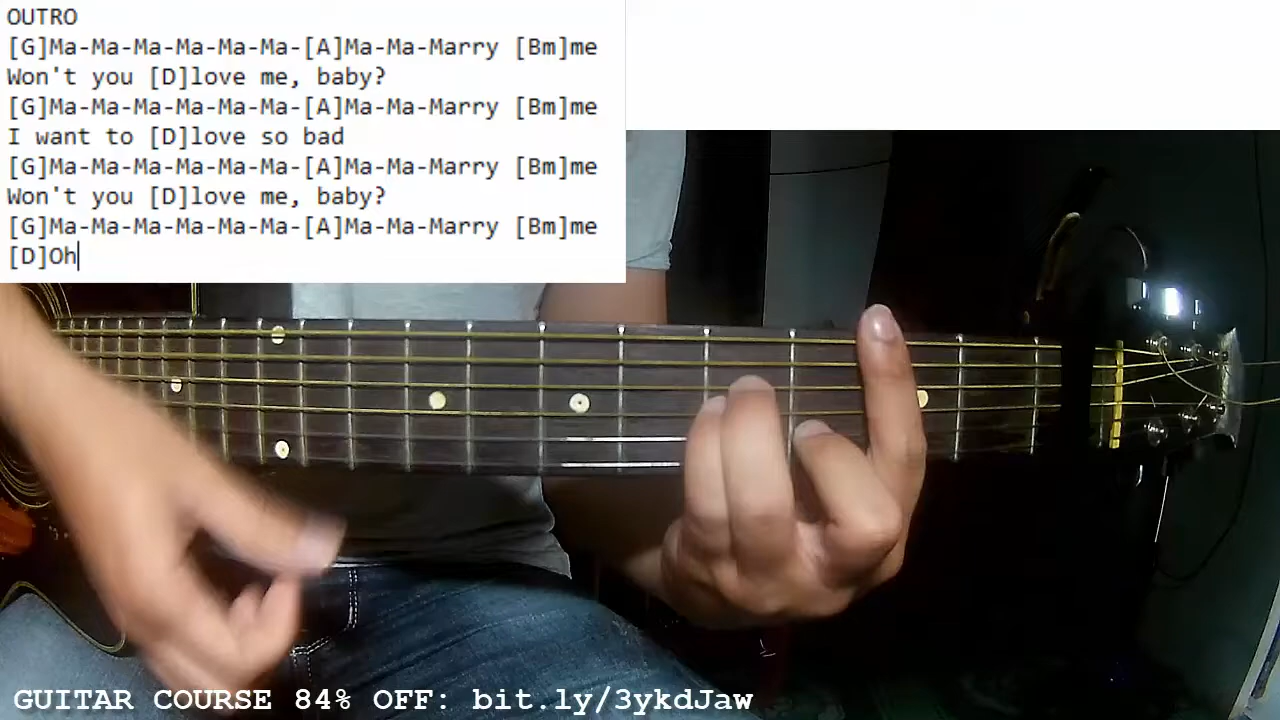 OUTRO
[G]Ma-Ma-Ma-Ma-Ma-Ma-[A]Ma-Ma-Marry [Bm]me
Won't you [D]love me, baby?
[G]Ma-Ma-Ma-Ma-Ma-Ma-[A]Ma-Ma-Marry [Bm]me
I want to [D]love so bad
[G]Ma-Ma-Ma-Ma-Ma-Ma-[A]Ma-Ma-Marry [Bm]me
Won't you [D]love me, baby?
[G]Ma-Ma-Ma-Ma-Ma-Ma-[A]Ma-Ma-Marry [Bm]me
[D]Oh
GUITAR COURSE 84% OFF: bit.ly/3ykdJaw